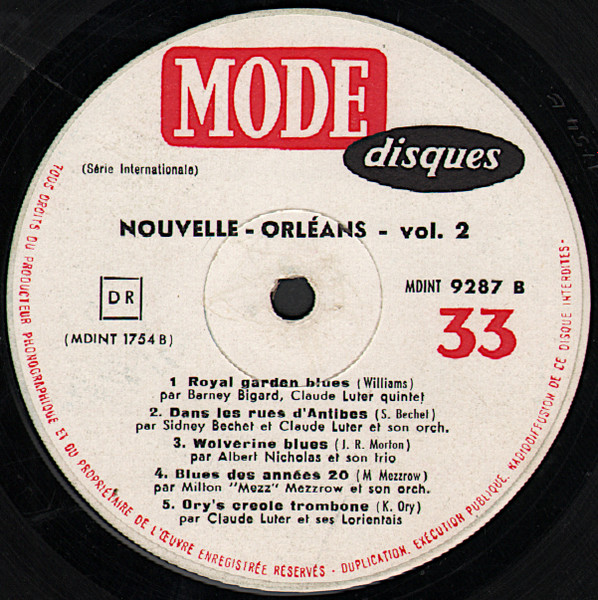 MODE
disques
(Série Internationale)
NOUVELLE - ORLÉANS - vol. 2
DR
MDINT 9287 B
(MDINT 1754 B)
33
1 Royal garden blues (Williams)
par Barney Bigard, Claude Luter quintet
2. Dans les rues d'Antibes (S. Bechet)
par Sidney Bechet et Claude Luter et son orch.
3. Wolverine blues (J. R. Morton)
par Albert Nicholas et son trio
4. Blues des années 20 (M Mezzrow)
par Milton "Mezz" Mezzrow et son orch.
5. Ory's creole trombone (K. Ory)
par Claude Luter et ses Lorientais
TOUS DROITS DU PRODUCTEUR PHONOGRAPHIQUE ET DU PROPRIÉTAIRE DE L'ŒUVRE ENREGISTRÉE RÉSERVÉS - DUPLICATION, EXÉCUTION PUBLIQUE, RADIODIFFUSION DE CE DISQUE INTERDITES -